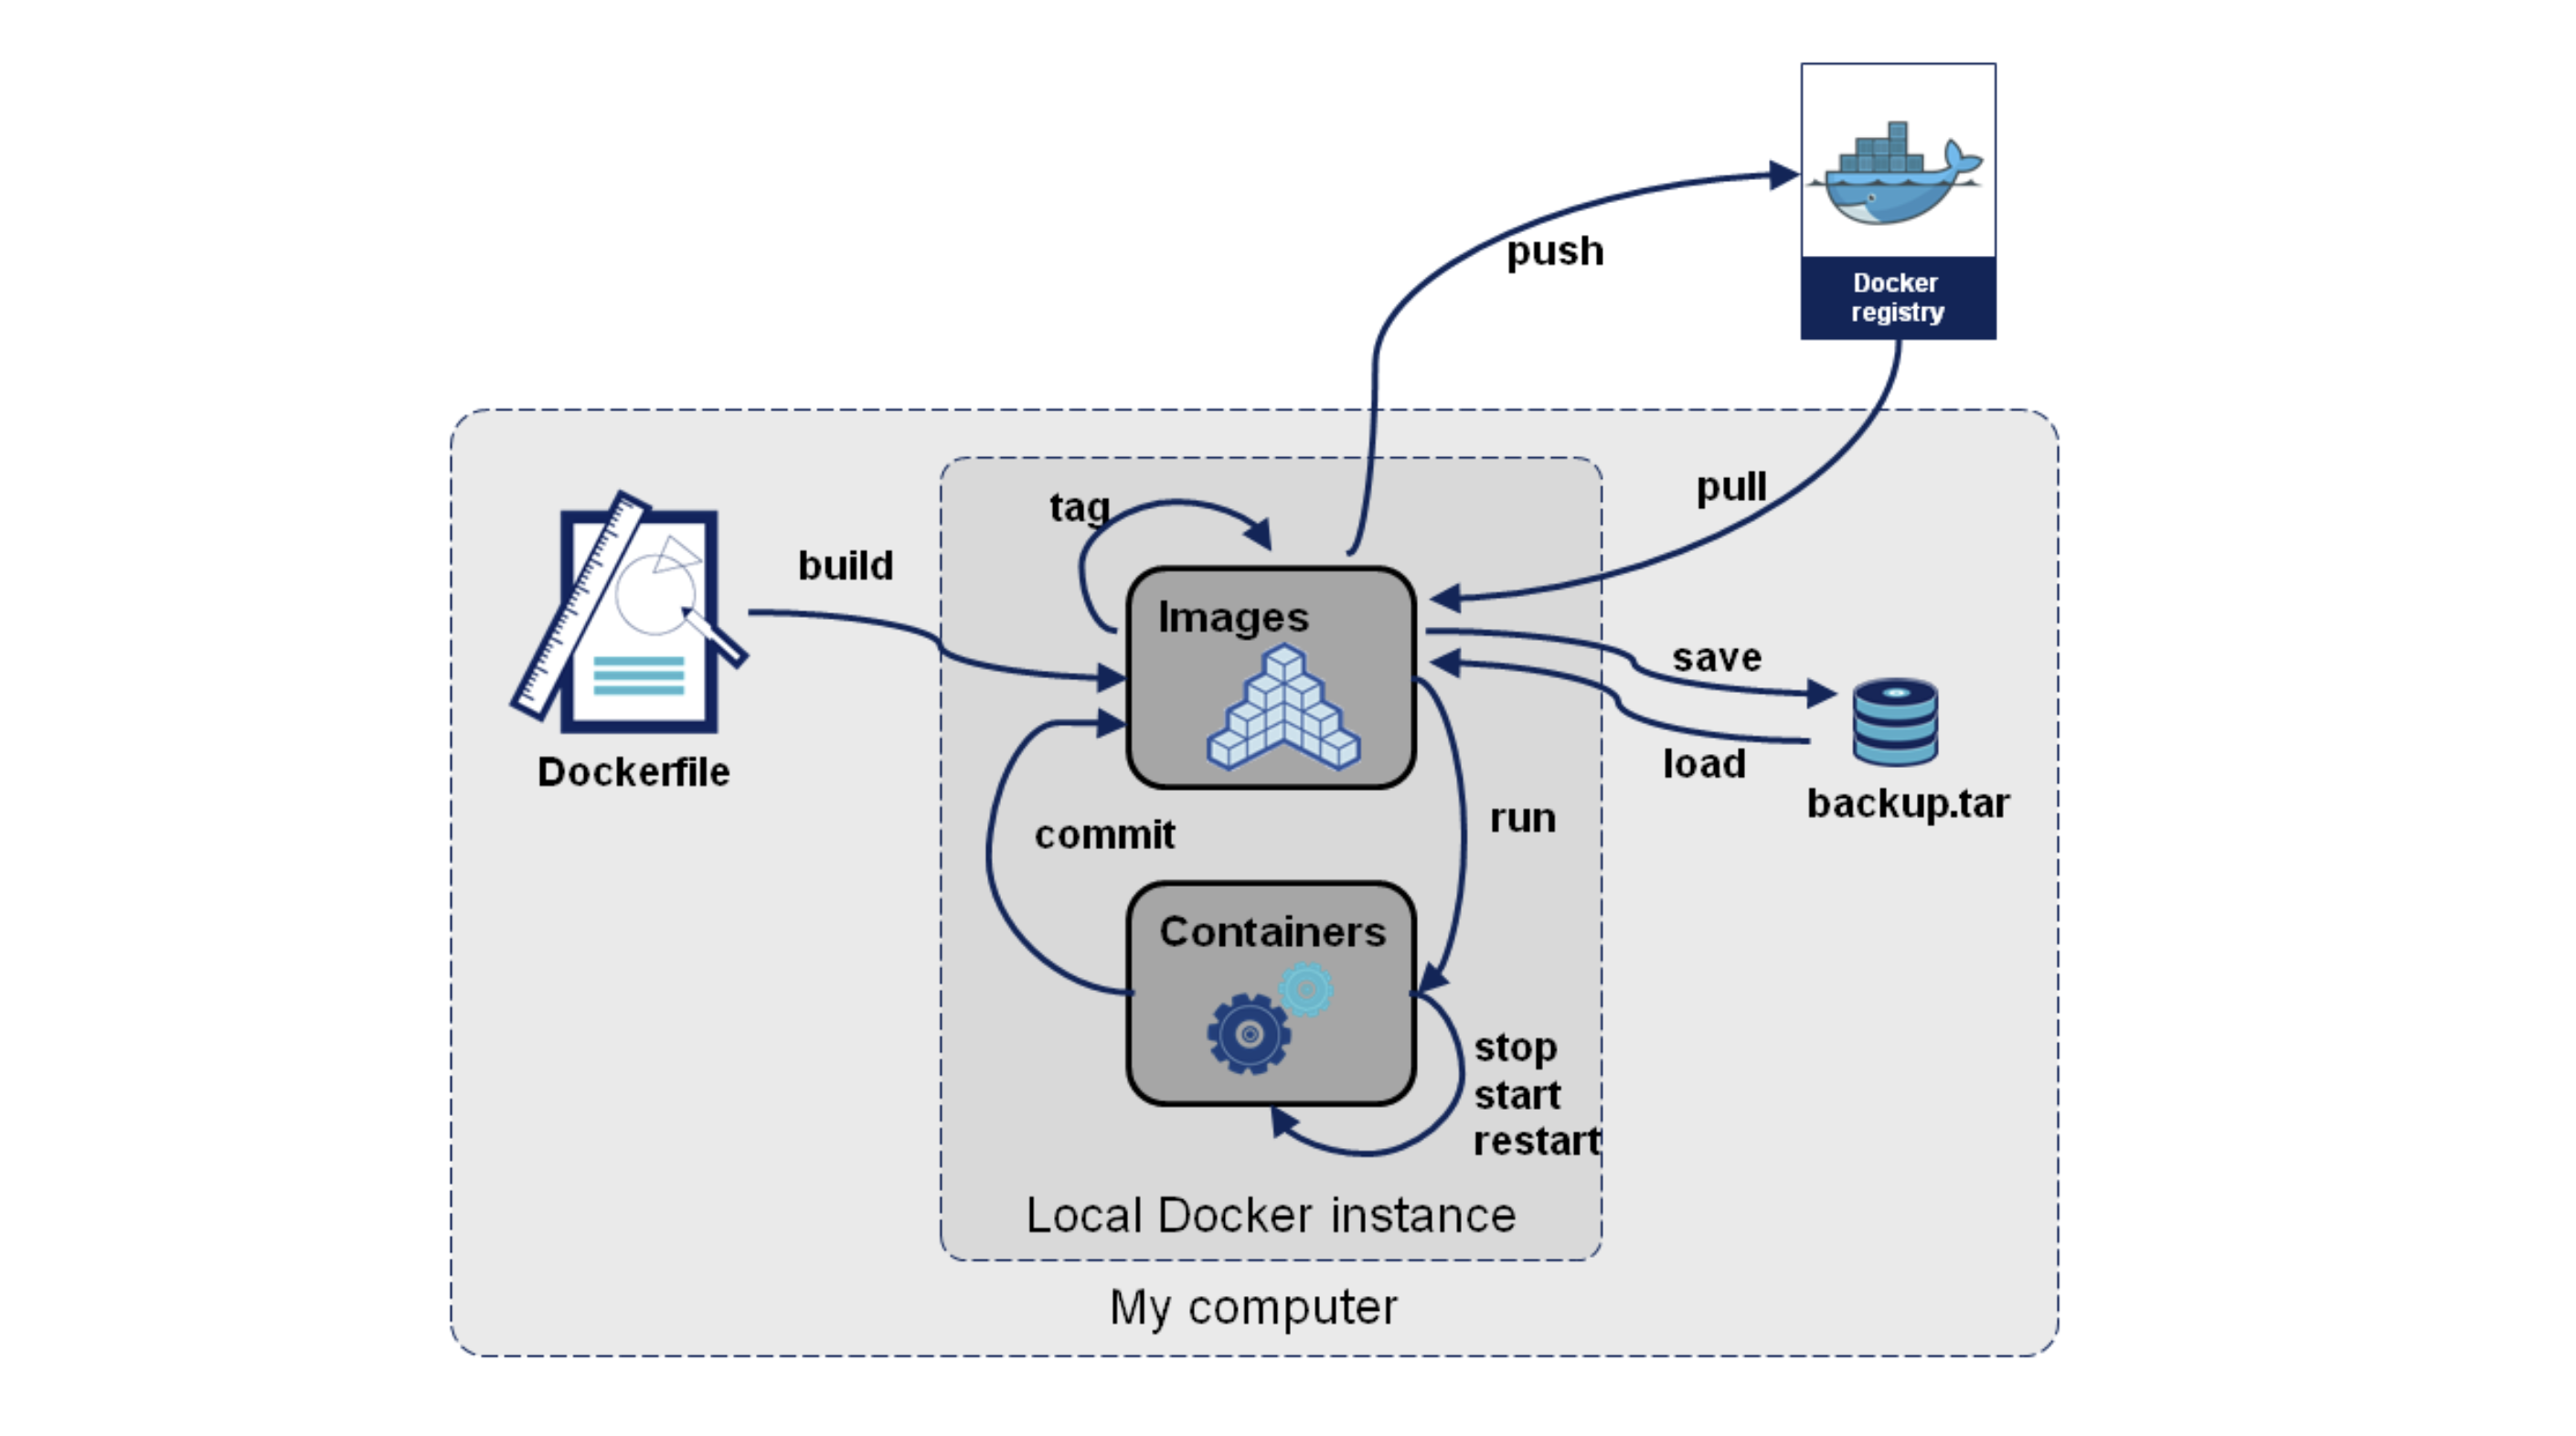 Docker
registry
push
pull
tag
build
Images
save
load
backup.tar
Dockerfile
commit
run
Containers
stop
start
restart
Local Docker instance
My computer